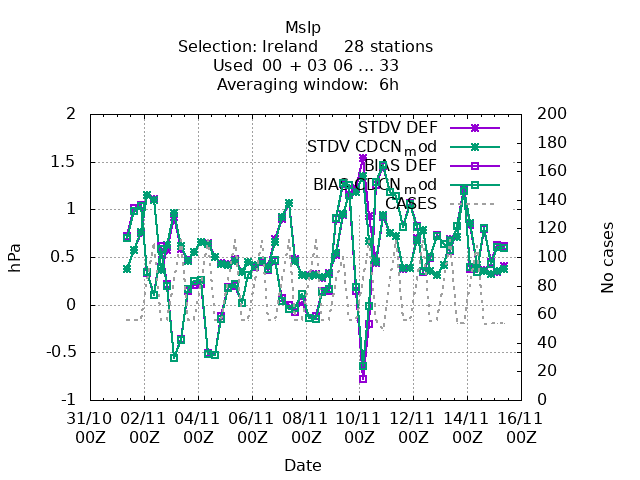 Mslp
Selection: Ireland 28 stations
Used 00 + 03 06 ... 33
Averaging window: 6h
2
1.5
1
0.5
0
-0.5
-1
200
180
160
140
120
100
80
60
40
20
0
hPa
No cases
STDV DEF
STDV CDCNmod
BIAS DEF
BIAS CDCNmod
CASES
31/10 02/11 04/11 06/11 08/11 10/11 12/11 14/11 16/11
00Z 00Z 00Z 00Z 00Z 00Z 00Z 00Z 00Z
Date